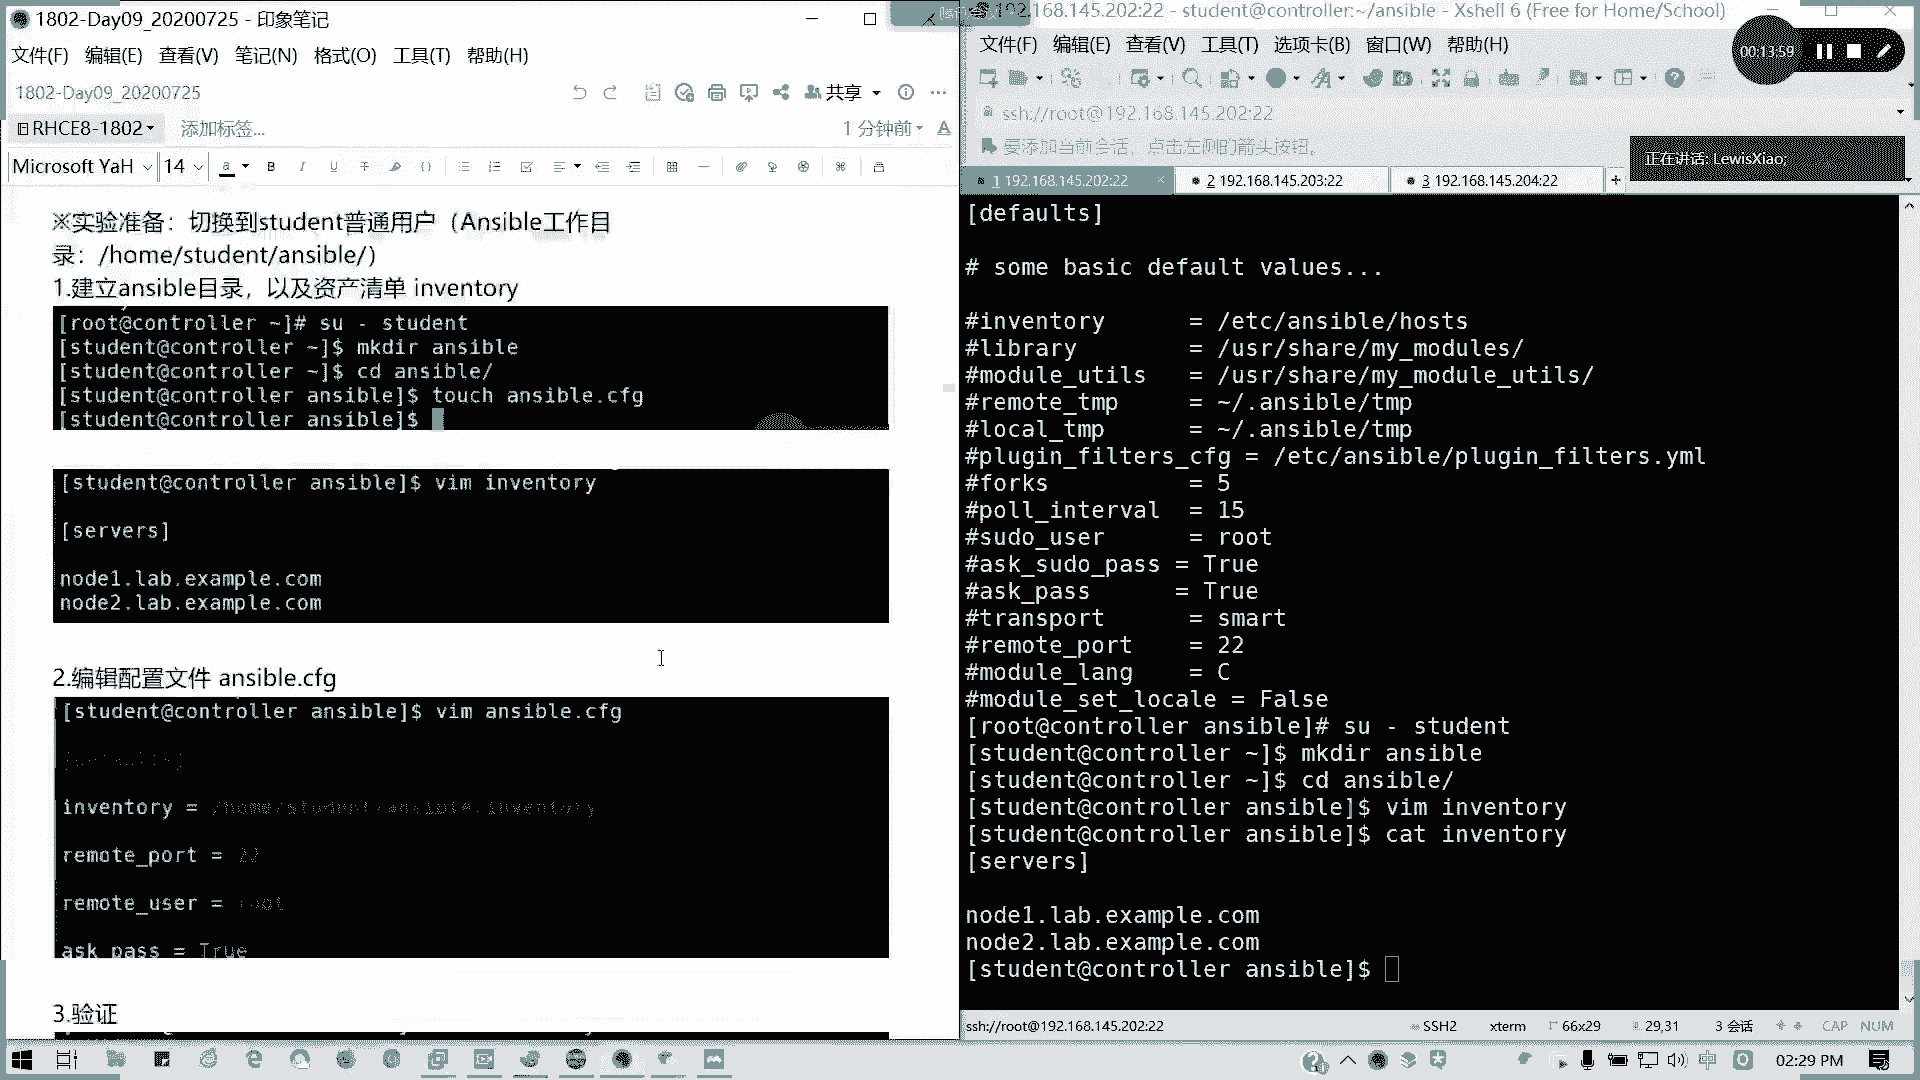 1802-Day09_20200725 - 印象笔记
文件(F) 编辑(E) 查看(V) 笔记(N) 格式(O) 工具(T) 帮助(H)
1802-Day09_20200725
共享
RHCE8-1802
添加标签...
1 分钟前
Microsoft YaH 14
※实验准备：切换到student普通用户（Ansible工作目
录：/home/student/ansible/）
1.建立ansible目录，以及资产清单 inventory
[root@controller ~]# su - student
[student@controller ~]$ mkdir ansible
[student@controller ~]$ cd ansible/
[student@controller ansible]$ touch ansible.cfg
[student@controller ansible]$
[student@controller ansible]$ vim inventory
[servers]
node1.lab.example.com
node2.lab.example.com
2.编辑配置文件 ansible.cfg
[student@controller ansible]$ vim ansible.cfg
inventory = /home/student/ansible/inventory
remote_port = 22
remote_user = root
ask_pass = True
3.验证
192.168.145.202:22 - student@controller:~/ansible - Xshell 6 (Free for Home/School)
文件(F) 编辑(E) 查看(V) 工具(T) 选项卡(B) 窗口(W) 帮助(H)
00:13:59
ssh://root@192.168.145.202:22
要添加当前会话，点击左侧的箭头按钮。
正在讲话: LewisXiao;
1 192.168.145.202:22
2 192.168.145.203:22
3 192.168.145.204:22
[defaults]
# some basic default values...
#inventory = /etc/ansible/hosts
#library = /usr/share/my_modules/
#module_utils = /usr/share/my_module_utils/
#remote_tmp = ~/.ansible/tmp
#local_tmp = ~/.ansible/tmp
#plugin_filters_cfg = /etc/ansible/plugin_filters.yml
#forks = 5
#poll_interval = 15
#sudo_user = root
#ask_sudo_pass = True
#ask_pass = True
#transport = smart
#remote_port = 22
#module_lang = C
#module_set_locale = False
[root@controller ansible]# su - student
[student@controller ~]$ mkdir ansible
[student@controller ~]$ cd ansible/
[student@controller ansible]$ vim inventory
[student@controller ansible]$ cat inventory
[servers]
node1.lab.example.com
node2.lab.example.com
[student@controller ansible]$
ssh://root@192.168.145.202:22
SSH2 xterm 66x29 29,31 3 会话 CAP NUM
中
02:29 PM